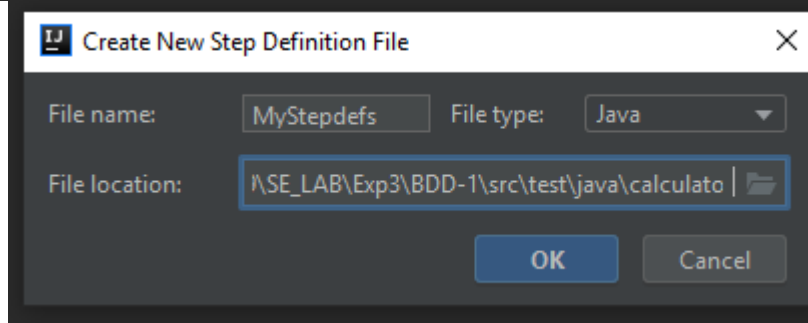 IJ Create New Step Definition File
File name: MyStepdefs File type: Java
File location: \SE_LAB\Exp3\BDD-1\src\test\java\calculato
OK Cancel